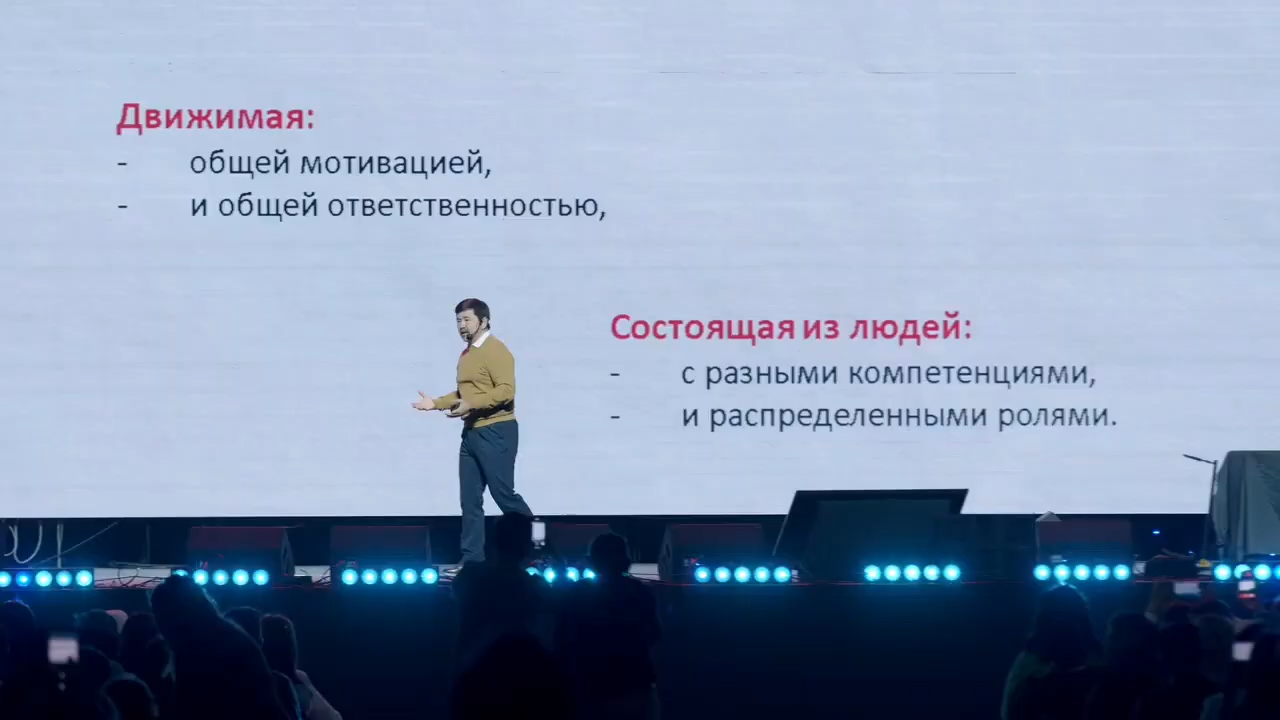 Движимая:
- общей мотивацией,
- и общей ответственностью,
Состоящая из людей:
- с разными компетенциями,
- и распределенными ролями.